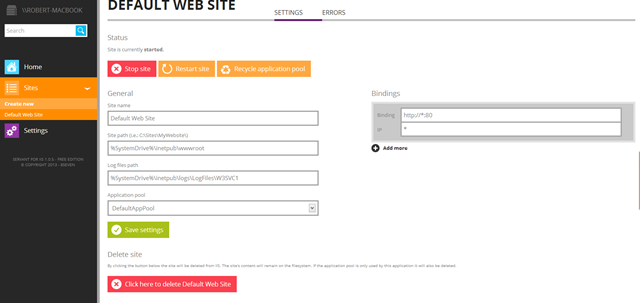 \\ROBERT-MACBOOK
Search
Home
Sites
Create new
Default Web Site
Settings
SERVANT FOR IIS 1.0.5 - FREE EDITION
DEFAULT WEB SITE
SETTINGS
ERRORS
Status
Site is currently started.
Stop site
Restart site
Recycle application pool
General
Site name
Default Web Site
Site path (i.e.: C:\Sites\MyWebsite\)
%SystemDrive%\inetpub\wwwroot
Log files path
%SystemDrive%\inetpub\logs\LogFiles\W3SVC1
Application pool
DefaultAppPool
Save settings
Bindings
Binding
http://*:80
IP
*
Add more
Delete site
By clicking the button below the site will be deleted from IIS. The site's content will remain on the filesystem. If the application pool is only used by this application it will also be deleted
Click here to delete Default Web Site